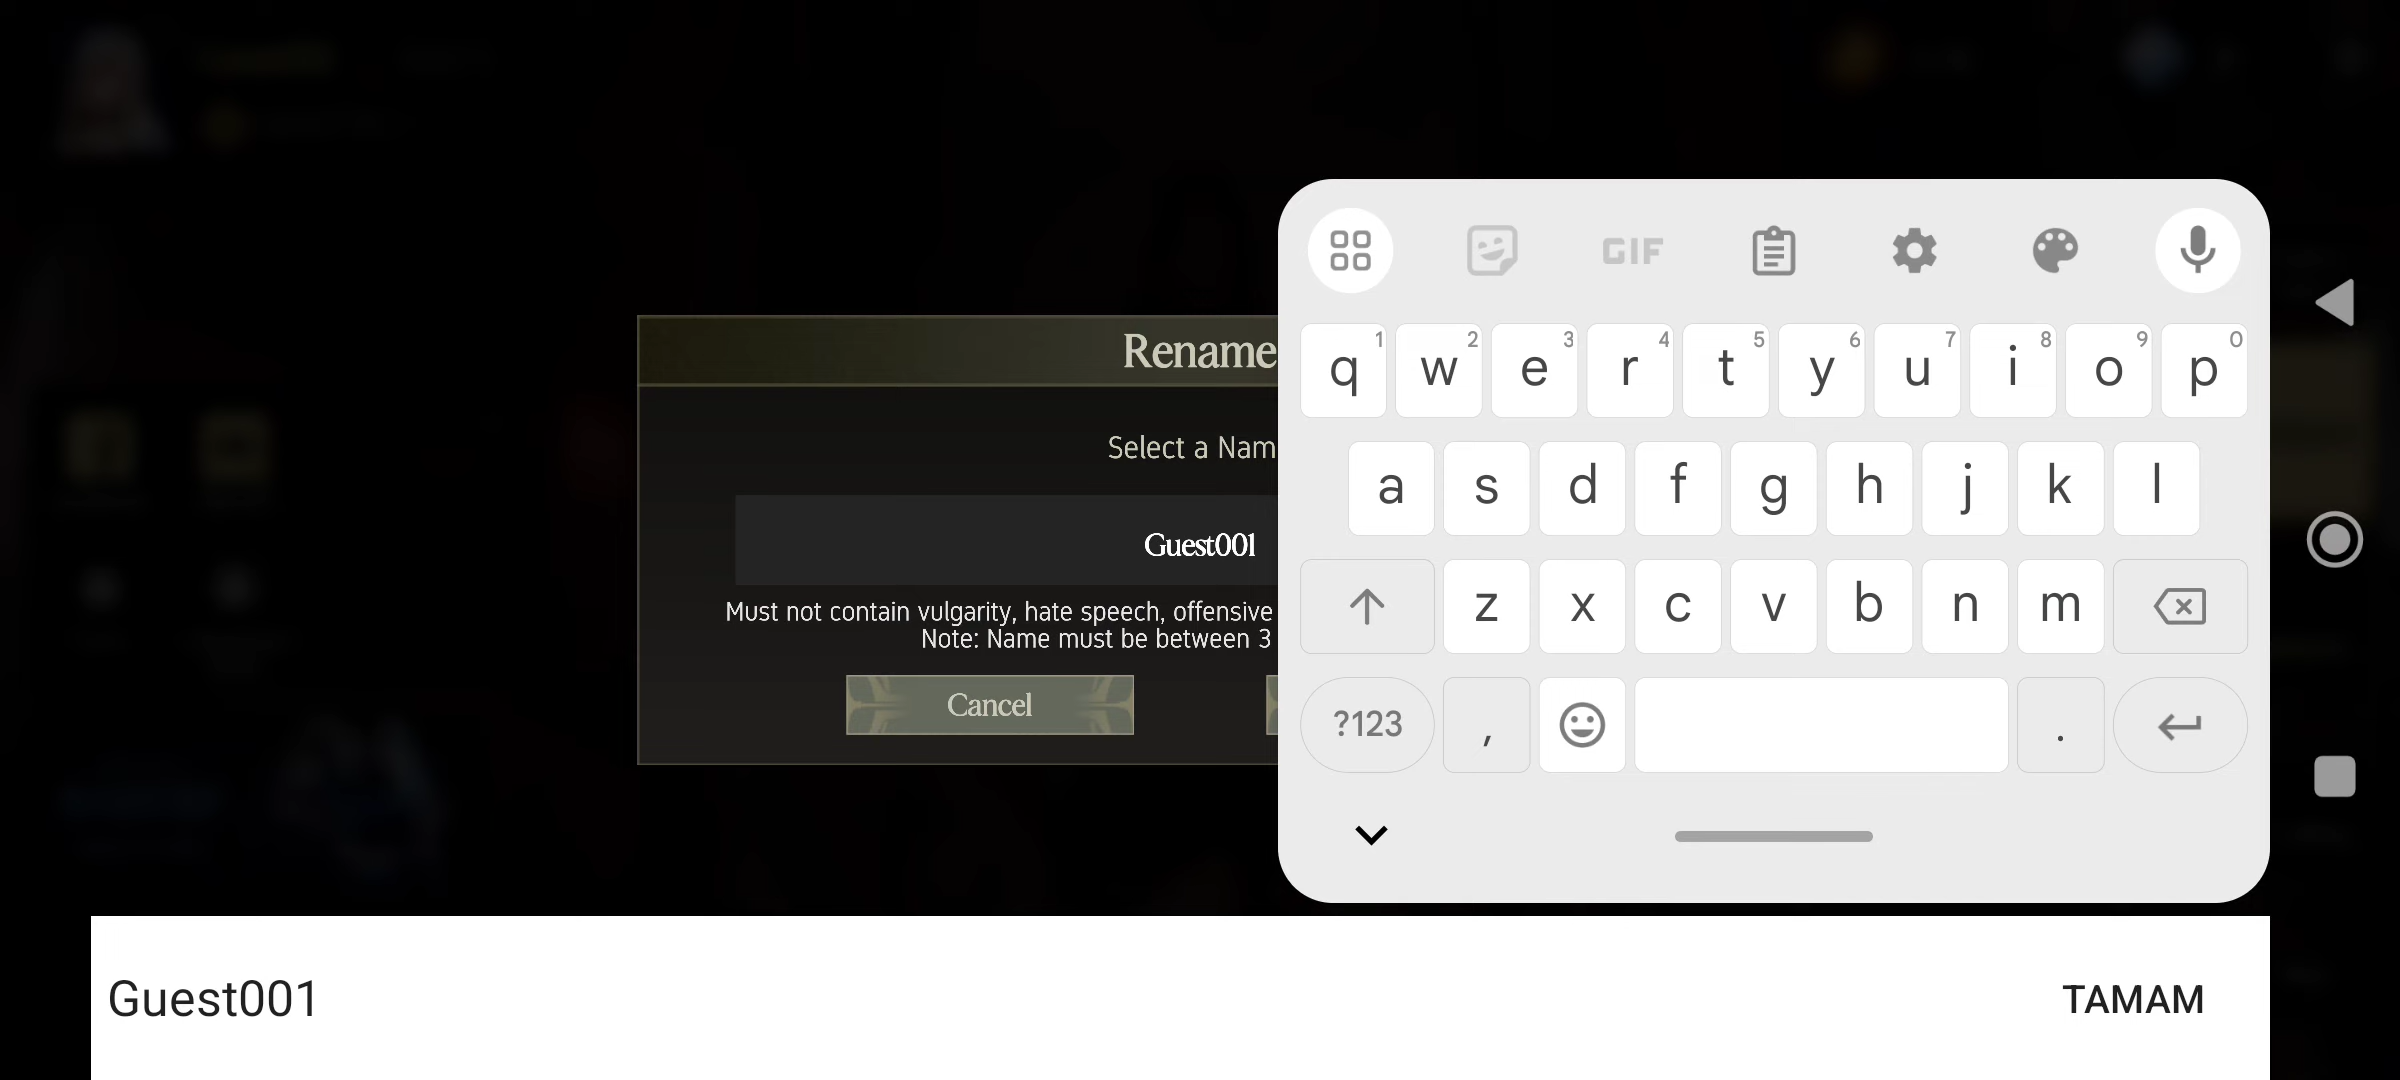 Rename
Select a Nam
Guest001
Must not contain vulgarity, hate speech, offensive
Note: Name must be between 3
Cancel
GIF
q 1 w 2 e 3 r 4 t 5 y 6 u 7 i 8 o 9 p 0
a s d f g h j k l
z x c v b n m
?123 , .
Guest001 TAMAM